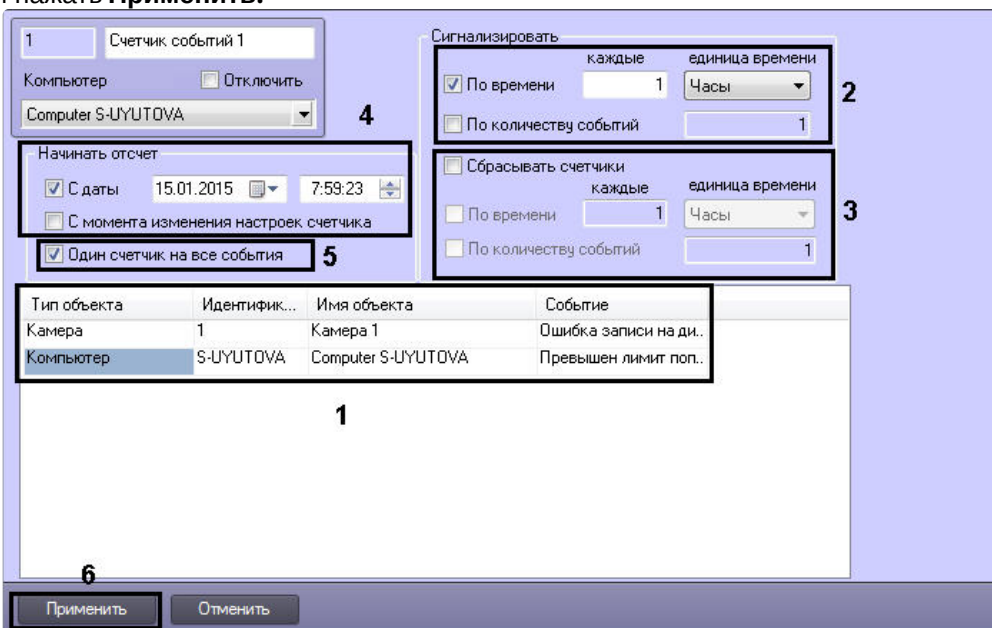 и нажать Применить.
1 Счетчик событий 1
Компьютер Отключить
Computer S-UYUTOVA
4
Сигнализировать
каждые единица времени
По времени 1 Часы
По количеству событий 1
2
Начинать отсчет
С даты 15.01.2015 7:59:23
С момента изменения настроек счетчика
Один счетчик на все события
5
Сбрасывать счетчики
каждые единица времени
По времени 1 Часы
По количеству событий 1
3
Тип объекта Идентифик... Имя объекта Событие
Камера 1 Камера 1 Ошибка записи на ди..
Компьютер S-UYUTOVA Computer S-UYUTOVA Превышен лимит поп..
1
6
Применить Отменить